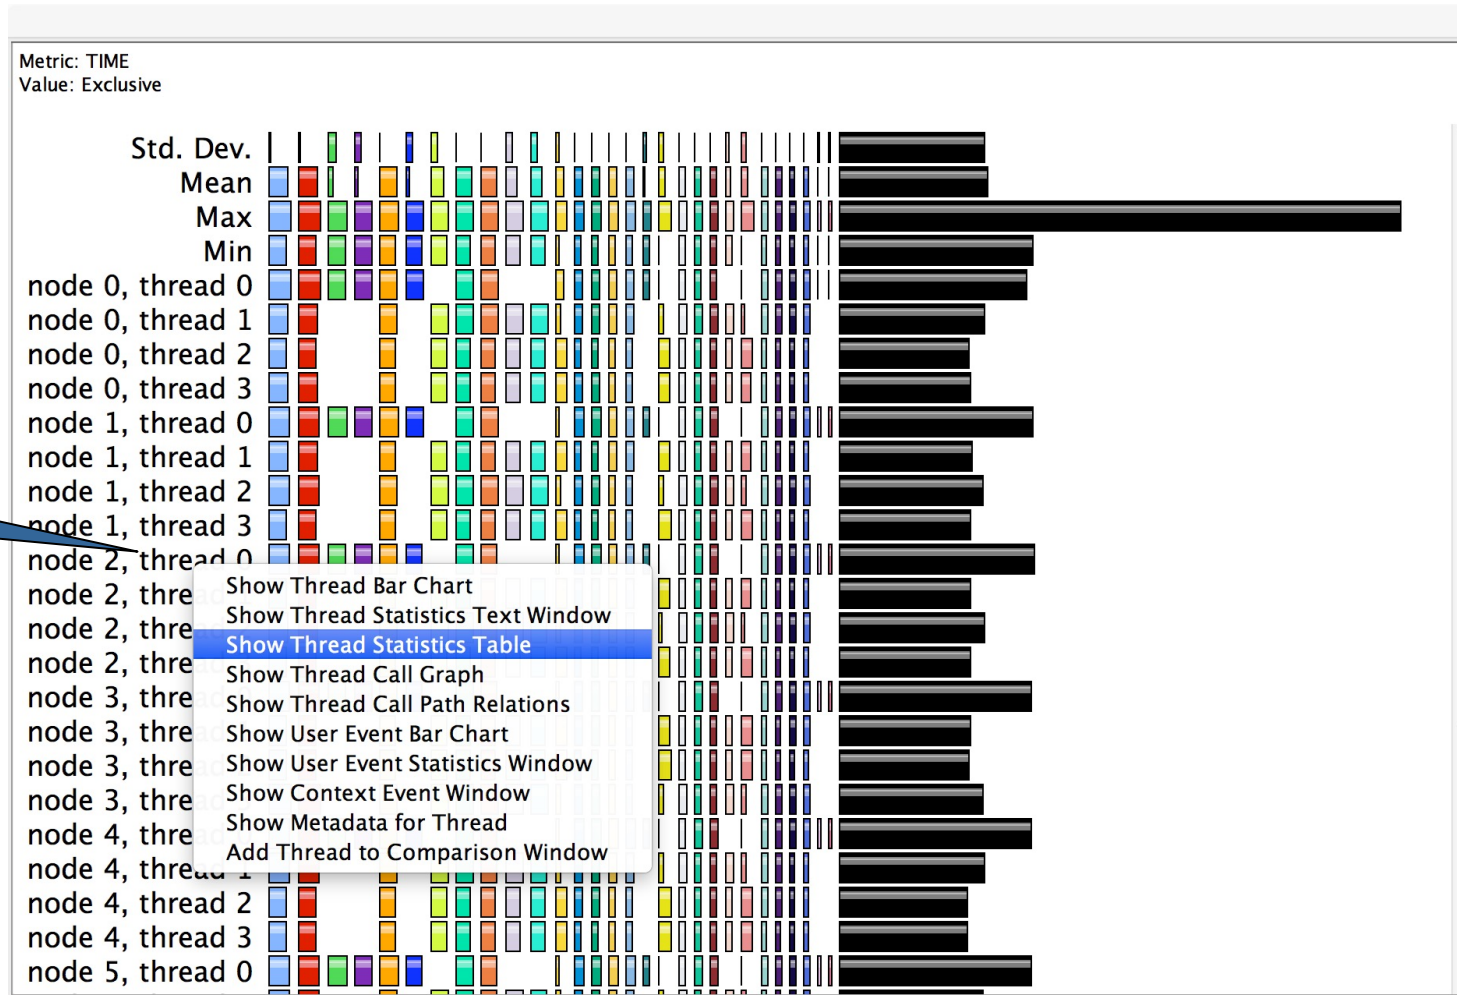 Metric: TIME
Value: Exclusive
Std. Dev.
Mean
Max
Min
node 0, thread 0
node 0, thread 1
node 0, thread 2
node 0, thread 3
node 1, thread 0
node 1, thread 1
node 1, thread 2
node 1, thread 3
node 2, thread 0
node 2, thre
node 2, thre
node 2, thre
node 3, thre
node 3, thre
node 3, thre
node 3, thre
node 4, thre
node 4, thread 1
node 4, thread 2
node 4, thread 3
node 5, thread 0
Show Thread Bar Chart
Show Thread Statistics Text Window
Show Thread Statistics Table
Show Thread Call Graph
Show Thread Call Path Relations
Show User Event Bar Chart
Show User Event Statistics Window
Show Context Event Window
Show Metadata for Thread
Add Thread to Comparison Window